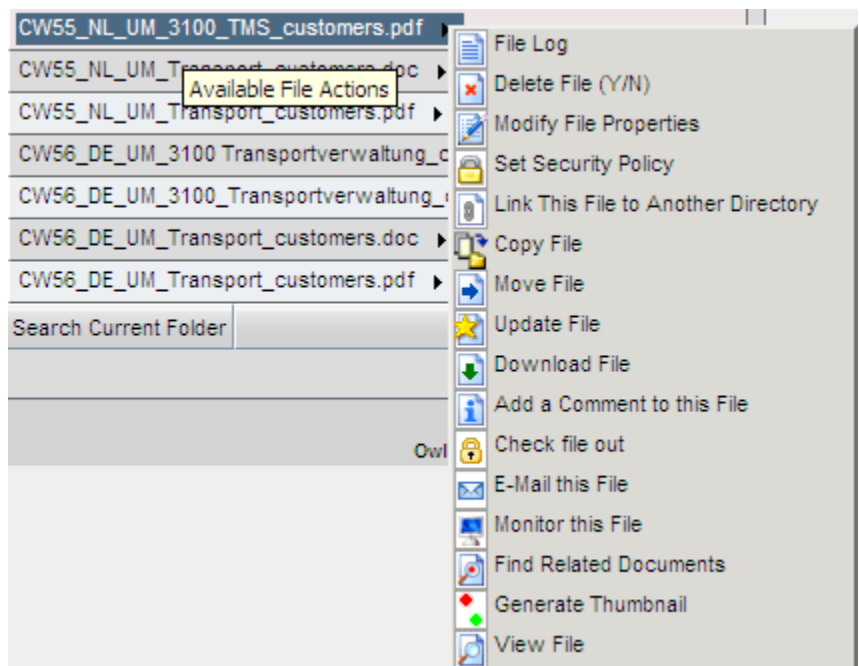 CW55_NL_UM_3100_TMS_customers.pdf
CW55_NL_UM_Transport_customers.doc
Available File Actions
CW55_NL_UM_Transport_customers.pdf
CW56_DE_UM_3100 Transportverwaltung_
CW56_DE_UM_3100_Transportverwaltung_
CW56_DE_UM_Transport_customers.doc
CW56_DE_UM_Transport_customers.pdf
Search Current Folder
Owl
File Log
Delete File (Y/N)
Modify File Properties
Set Security Policy
Link This File to Another Directory
Copy File
Move File
Update File
Download File
Add a Comment to this File
Check file out
E-Mail this File
Monitor this File
Find Related Documents
Generate Thumbnail
View File